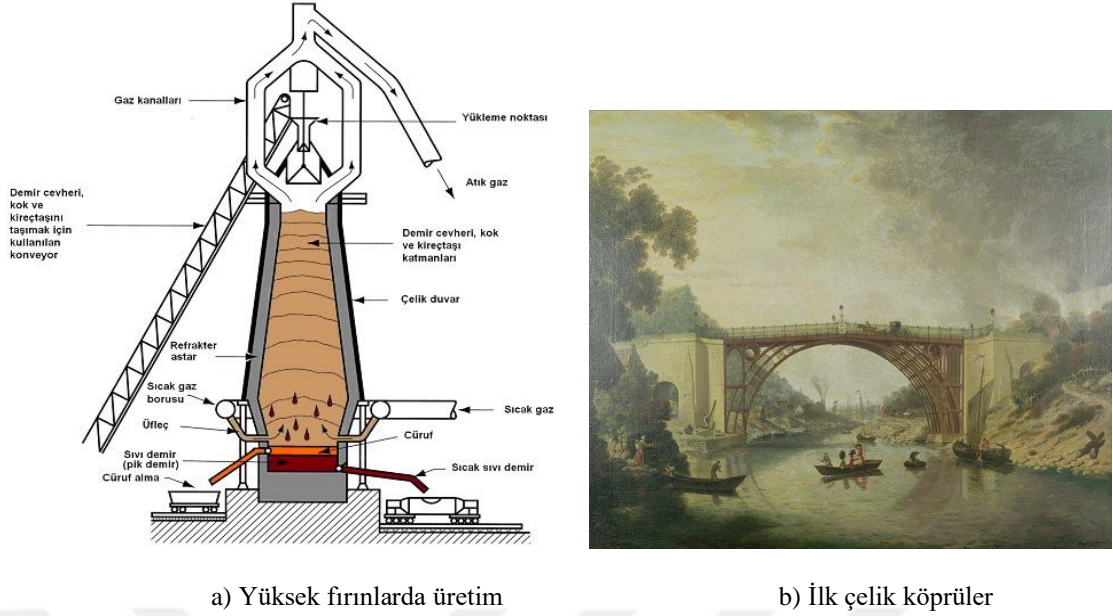 Gaz kanalları
Yükleme noktası
Atık gaz
Demir cevheri,
kok ve
kireçtaşını
taşımak için
kullanılan
konveyor
Demir cevheri, kok
ve kireçtaşı
katmanları
Çelik duvar
Refrakter
astar
Sıcak gaz
borusu
Sıcak gaz
Üfleç
Cüruf
Sıvı demir
(pik demir)
Sıcak sıvı demir
Cüruf alma
a) Yüksek fırınlarda üretim
b) İlk çelik köprüler